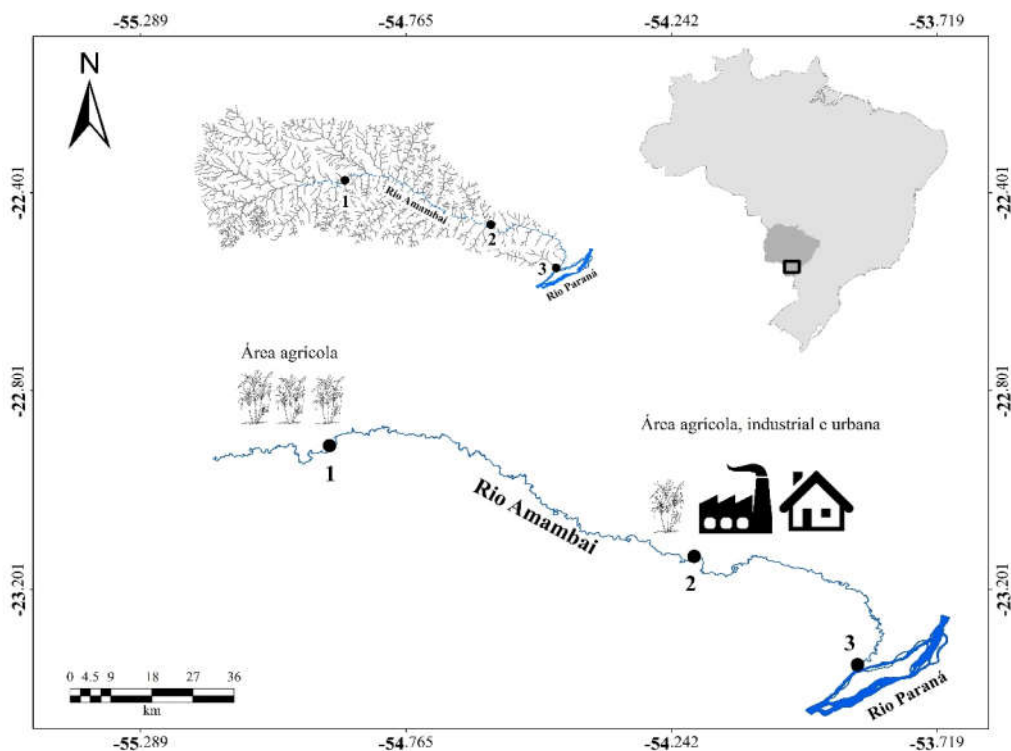 -55.289 -54.765 -54.242 -53.719
N
-22.401 -22.401
1
Rio Amambai
2
3
Rio Paraná
Área agrícola
-22.801 -22.801
Área agrícola, industrial e urbana
1
Rio Amambai
2
-23.201 -23.201
3
0 4.5 9 18 27 36
km
Rio Paraná
-55.289 -54.765 -54.242 -53.719